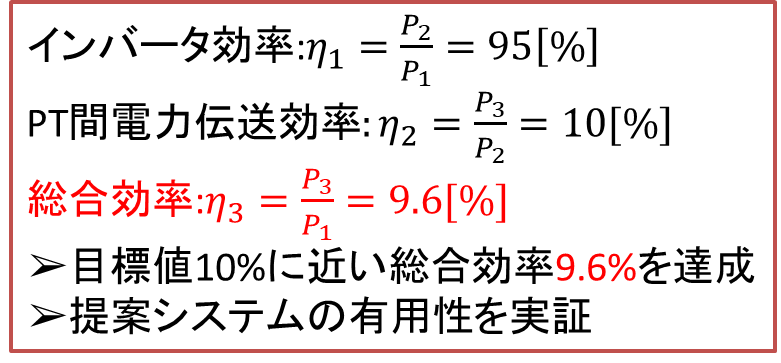 インバータ効率:η₁ = P₂/P₁ = 95[%]
PT間電力伝送効率: η₂ = P₃/P₂ = 10[%]
総合効率:η₃ = P₃/P₁ = 9.6[%]
➢目標値10%に近い総合効率9.6%を達成
➢提案システムの有用性を実証